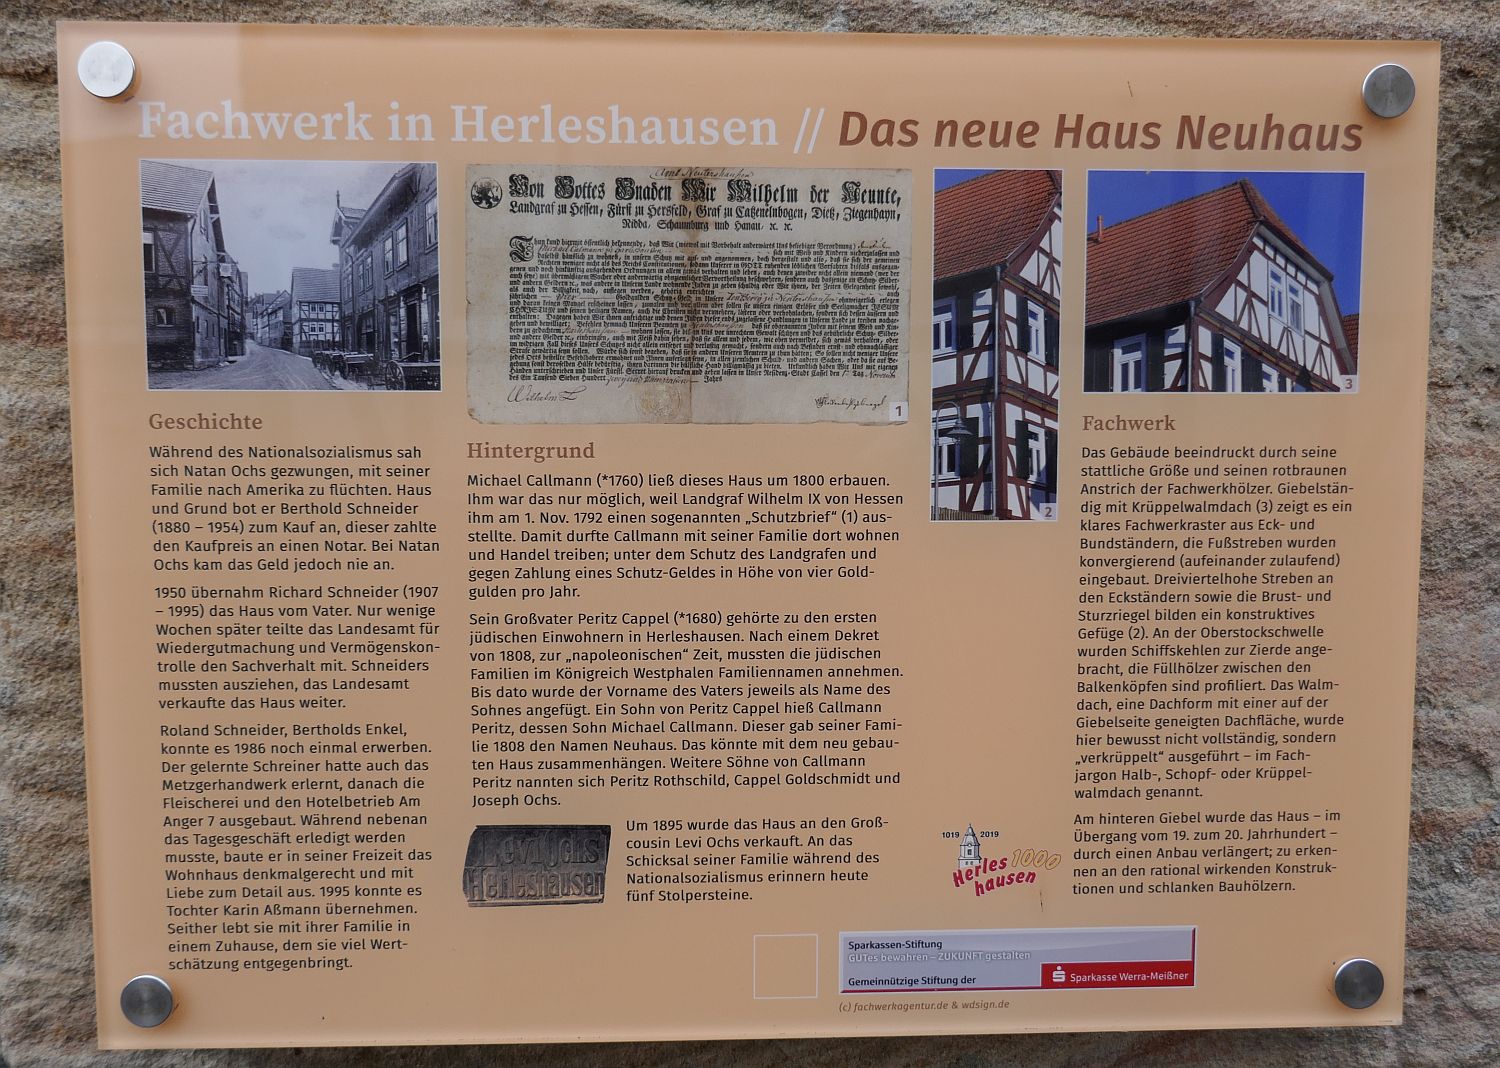 Fachwerk in Herleshausen // Das neue Haus Neuhaus
Geschichte
Während des Nationalsozialismus sah
sich Natan Ochs gezwungen, mit seiner
Familie nach Amerika zu flüchten. Haus
und Grund bot er Berthold Schneider
(1880 – 1954) zum Kauf an, dieser zahlte
den Kaufpreis an einen Notar. Bei Natan
Ochs kam das Geld jedoch nie an.
1950 übernahm Richard Schneider (1907
– 1995) das Haus vom Vater. Nur wenige
Wochen später teilte das Landesamt für
Wiedergutmachung und Vermögenskon-
trolle den Sachverhalt mit. Schneiders
mussten ausziehen, das Landesamt
verkaufte das Haus weiter.
Roland Schneider, Bertholds Enkel,
konnte es 1986 noch einmal erwerben.
Der gelernte Schreiner hatte auch das
Metzgerhandwerk erlernt, danach die
Fleischerei und den Hotelbetrieb Am
Anger 7 ausgebaut. Während nebenan
das Tagesgeschäft erledigt werden
musste, baute er in seiner Freizeit das
Wohnhaus denkmalgerecht und mit
Liebe zum Detail aus. 1995 konnte es
Tochter Karin Aßmann übernehmen.
Seither lebt sie mit ihrer Familie in
einem Zuhause, dem sie viel Wert-
schätzung entgegenbringt.
Amt Neutershausen
Von Gottes Gnaden Wir Wilhelm der Neunte,
Landgraf zu Hessen, Fürst zu Hersfeld, Graf zu Catzenelnbogen, Dietz, Ziegenhayn,
Nidda, Schaumburg und Hanau, ꝛc. ꝛc.
1
Hintergrund
Michael Callmann (*1760) ließ dieses Haus um 1800 erbauen.
Ihm war das nur möglich, weil Landgraf Wilhelm IX von Hessen
ihm am 1. Nov. 1792 einen sogenannten „Schutzbrief“ (1) aus-
stellte. Damit durfte Callmann mit seiner Familie dort wohnen
und Handel treiben; unter dem Schutz des Landgrafen und
gegen Zahlung eines Schutz-Geldes in Höhe von vier Gold-
gulden pro Jahr.
Sein Großvater Peritz Cappel (*1680) gehörte zu den ersten
jüdischen Einwohnern in Herleshausen. Nach einem Dekret
von 1808, zur „napoleonischen“ Zeit, mussten die jüdischen
Familien im Königreich Westphalen Familiennamen annehmen.
Bis dato wurde der Vorname des Vaters jeweils als Name des
Sohnes angefügt. Ein Sohn von Peritz Cappel hieß Callmann
Peritz, dessen Sohn Michael Callmann. Dieser gab seiner Fami-
lie 1808 den Namen Neuhaus. Das könnte mit dem neu gebau-
ten Haus zusammenhängen. Weitere Söhne von Callmann
Peritz nannten sich Peritz Rothschild, Cappel Goldschmidt und
Joseph Ochs.
Levi Ochs
Herleshausen
Um 1895 wurde das Haus an den Groß-
cousin Levi Ochs verkauft. An das
Schicksal seiner Familie während des
Nationalsozialismus erinnern heute
fünf Stolpersteine.
2
3
Fachwerk
Das Gebäude beeindruckt durch seine
stattliche Größe und seinen rotbraunen
Anstrich der Fachwerkhölzer. Giebelstän-
dig mit Krüppelwalmdach (3) zeigt es ein
klares Fachwerkraster aus Eck- und
Bundständern, die Fußstreben wurden
konvergierend (aufeinander zulaufend)
eingebaut. Dreiviertelhohe Streben an
den Eckständern sowie die Brust- und
Sturzriegel bilden ein konstruktives
Gefüge (2). An der Oberstockschwelle
wurden Schiffskehlen zur Zierde ange-
bracht, die Füllhölzer zwischen den
Balkenköpfen sind profiliert. Das Walm-
dach, eine Dachform mit einer auf der
Giebelseite geneigten Dachfläche, wurde
hier bewusst nicht vollständig, sondern
„verkrüppelt“ ausgeführt – im Fach-
jargon Halb-, Schopf- oder Krüppel-
walmdach genannt.
Am hinteren Giebel wurde das Haus – im
Übergang vom 19. zum 20. Jahrhundert –
durch einen Anbau verlängert; zu erken-
nen an den rational wirkenden Konstruk-
tionen und schlanken Bauhölzern.
1019 2019
Herles 1000
hausen
Sparkassen-Stiftung
GUTes bewahren – ZUKUNFT gestalten
Gemeinnützige Stiftung der
Sparkasse Werra-Meißner
(c) fachwerkagentur.de & wdsign.de